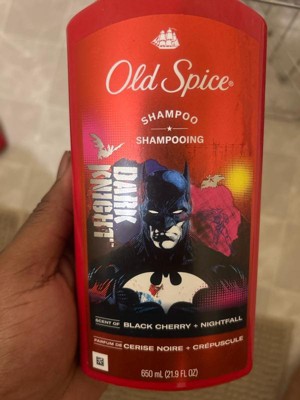 Old Spice®
SHAMPOO
SHAMPOOING
DARK
KNIGHT™
SCENT OF BLACK CHERRY + NIGHTFALL
PARFUM DE CERISE NOIRE + CRÉPUSCULE
650 mL (21.9 FL OZ)